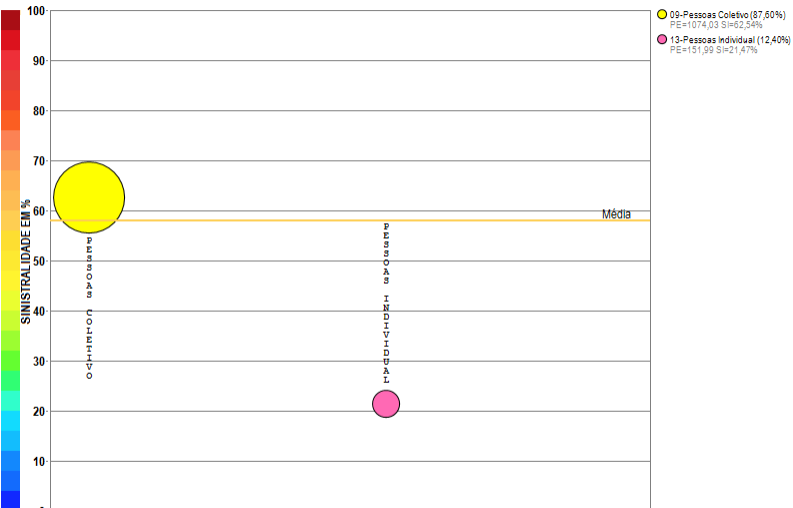 100
90
80
70
60
50
40
30
20
10
SINISTRALIDADE EM %
Média
PESSOAS COLETIVO
PESSOAS INDIVIDUAL
09-Pessoas Coletivo (87,60%)
PE=1074,03 SI=62,54%
13-Pessoas Individual (12,40%)
PE=151,99 SI=21,47%